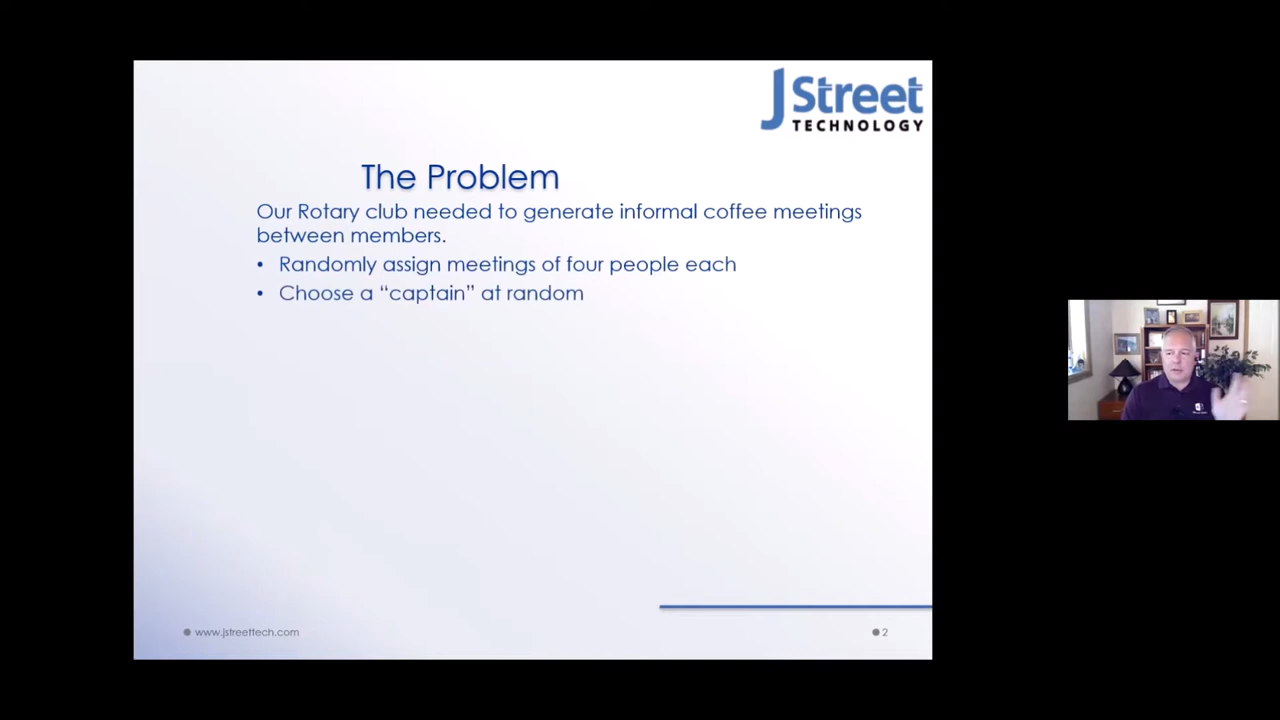 J Street
TECHNOLOGY
The Problem
Our Rotary club needed to generate informal coffee meetings
between members.
• Randomly assign meetings of four people each
• Choose a “captain” at random
www.jstreettech.com
2